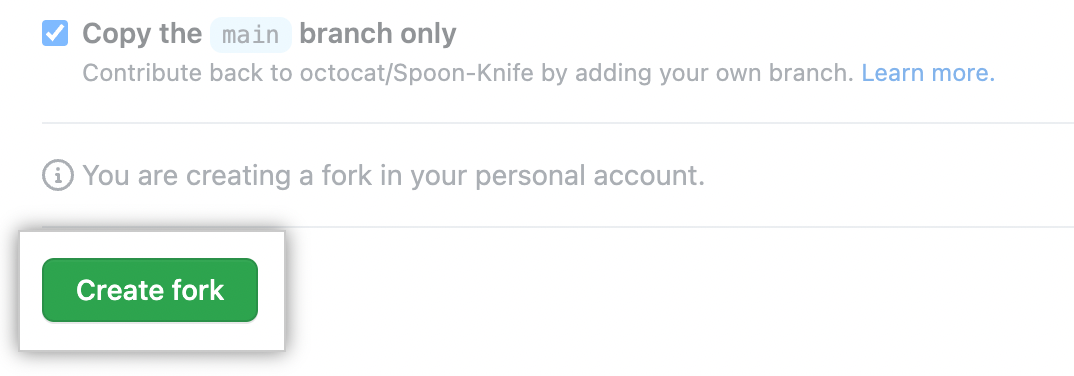 Copy the main branch only
Contribute back to octocat/Spoon-Knife by adding your own branch. Learn more.
You are creating a fork in your personal account.
Create fork